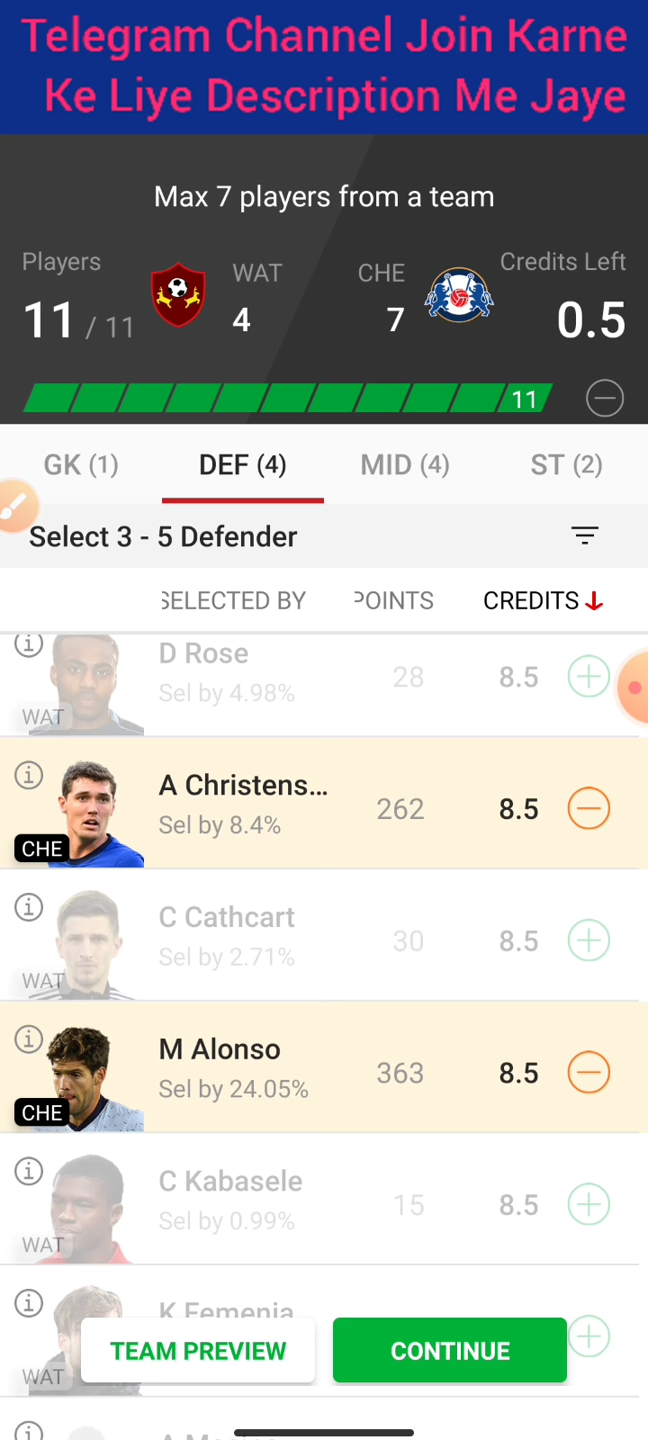 Telegram Channel Join Karne
Ke Liye Description Me Jaye
Max 7 players from a team
Players
WAT
CHE
Credits Left
11 / 11
4
7
0.5
11
GK (1)
DEF (4)
MID (4)
ST (2)
Select 3 - 5 Defender
SELECTED BY
POINTS
CREDITS
D Rose
Sel by 4.98%
28
8.5
WAT
A Christens...
Sel by 8.4%
262
8.5
CHE
C Cathcart
Sel by 2.71%
30
8.5
WAT
M Alonso
Sel by 24.05%
363
8.5
CHE
C Kabasele
Sel by 0.99%
15
8.5
WAT
K Femenia
TEAM PREVIEW
CONTINUE
WAT